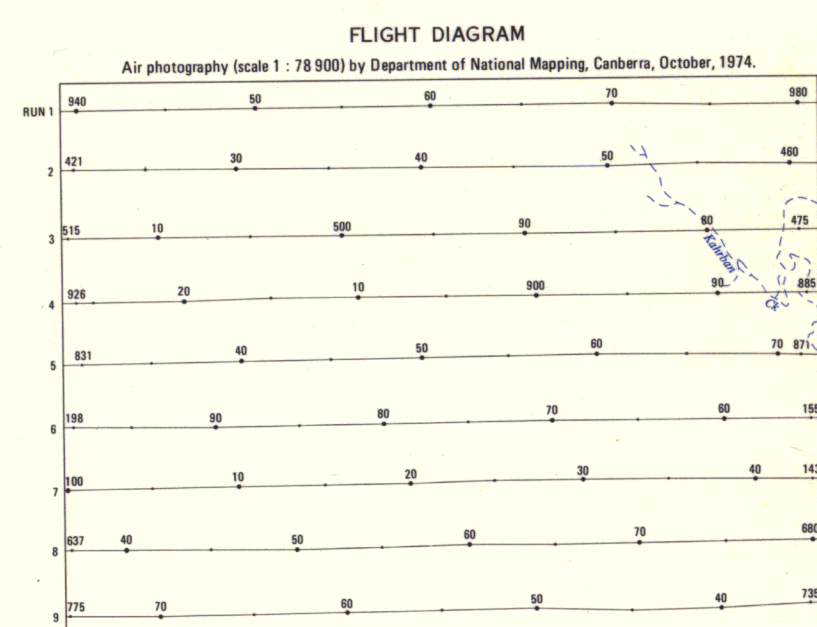 FLIGHT DIAGRAM
Air photography (scale 1 : 78 900) by Department of National Mapping, Canberra, October, 1974.
RUN 1 940 50 60 70 980
2 421 30 40 50 460
3 515 10 500 90 80 475
Kahrban Ck
4 926 20 10 900 90 885
5 831 40 50 60 70 871
6 198 90 80 70 60 155
7 100 10 20 30 40 143
8 637 40 50 60 70 680
9 775 70 60 50 40 735